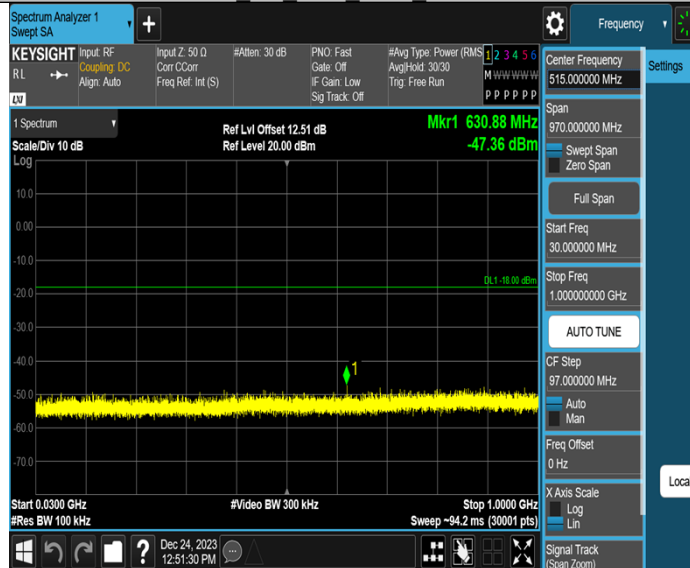 Spectrum Analyzer 1
Swept SA
+
Frequency
KEYSIGHT
RL
LXI
Input: RF
Coupling: DC
Align: Auto
Input Z: 50 Ω
Corr CCorr
Freq Ref: Int (S)
#Atten: 30 dB
PNO: Fast
Gate: Off
IF Gain: Low
Sig Track: Off
#Avg Type: Power (RMS
Avg|Hold: 30/30
Trig: Free Run
1 2 3 4 5 6
M W W W W W
P P P P P P
1 Spectrum
Scale/Div 10 dB
Log
Ref Lvl Offset 12.51 dB
Ref Level 20.00 dBm
Mkr1 630.88 MHz
-47.36 dBm
10.0
0.00
-10.0
-20.0
-30.0
-40.0
-50.0
-60.0
-70.0
DL1 -18.00 dBm
1
Start 0.0300 GHz
#Res BW 100 kHz
#Video BW 300 kHz
Stop 1.0000 GHz
Sweep ~94.2 ms (30001 pts)
Center Frequency
515.000000 MHz
Span
970.000000 MHz
Swept Span
Zero Span
Full Span
Start Freq
30.000000 MHz
Stop Freq
1.000000000 GHz
AUTO TUNE
CF Step
97.000000 MHz
Auto
Man
Freq Offset
0 Hz
X Axis Scale
Log
Lin
Signal Track
(Span Zoom)
Settings
Loca
?
Dec 24, 2023
12:51:30 PM